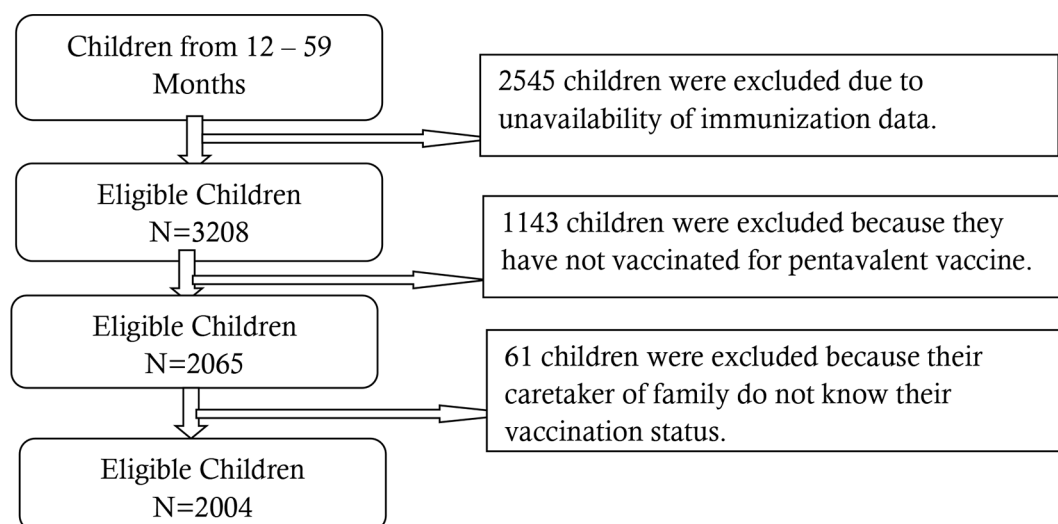 Children from 12 – 59
Months
2545 children were excluded due to
unavailability of immunization data.
Eligible Children
N=3208
1143 children were excluded because they
have not vaccinated for pentavalent vaccine.
Eligible Children
N=2065
61 children were excluded because their
caretaker of family do not know their
vaccination status.
Eligible Children
N=2004